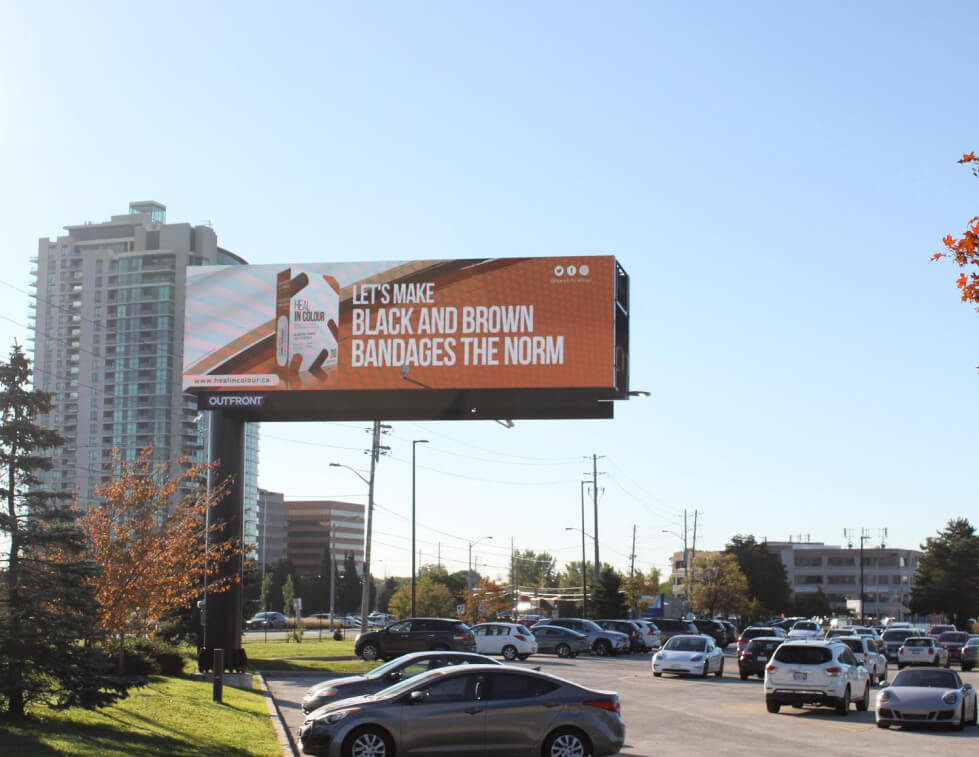 LET'S MAKE
BLACK AND BROWN
BANDAGES THE NORM
HEAL
IN COLOUR
www.healincolour.ca
OUTFRONT